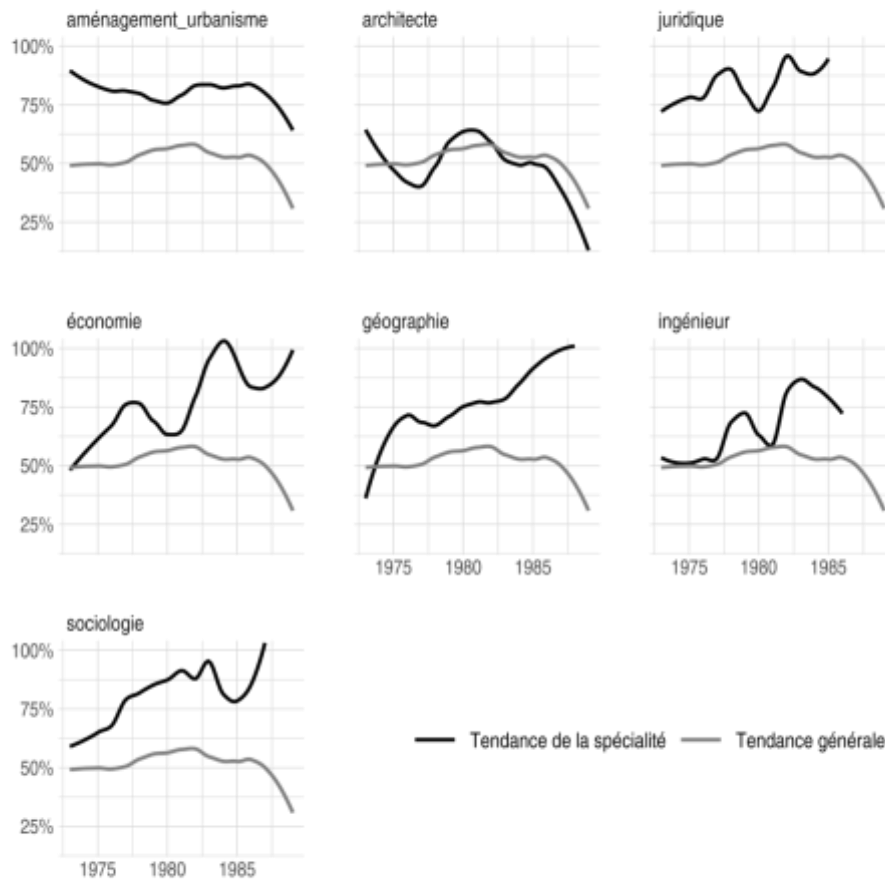 aménagement_urbanisme architecte juridique
100%
75%
50%
25%
économie géographie ingénieur
100%
75%
50%
25%
1975 1980 1985 1975 1980 1985
sociologie
100%
75%
50%
25%
1975 1980 1985
Tendance de la spécialité Tendance générale